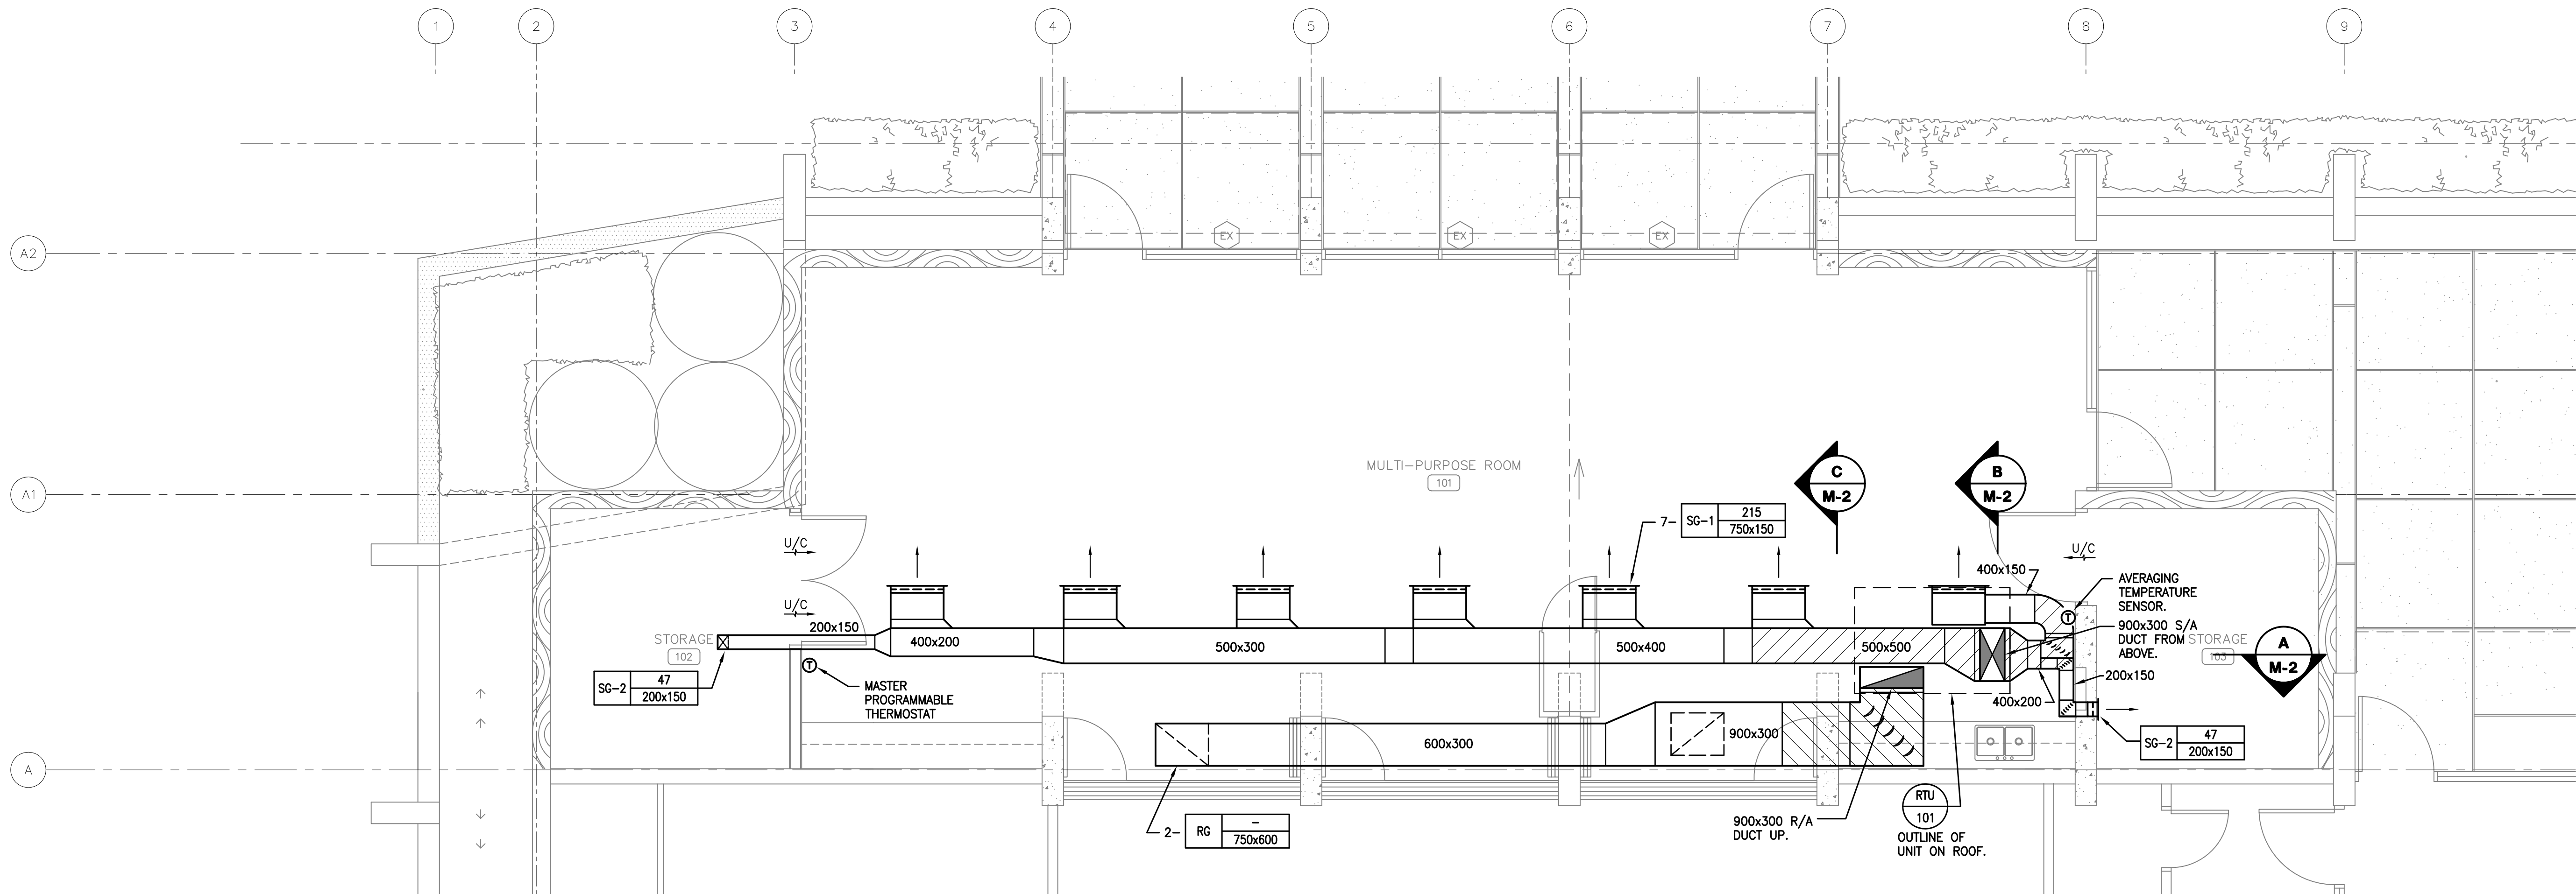 1
2
3
4
5
6
7
8
9
A2
EX
EX
EX
A1
MULTI-PURPOSE ROOM
101
C
M-2
B
M-2
7-
SG-1
215
750x150
U/C
U/C
400x150
AVERAGING
TEMPERATURE
SENSOR.
T
U/C
200x150
400x200
500x300
500x400
500x500
900x300 S/A
DUCT FROM
ABOVE.
STORAGE
103
A
M-2
STORAGE
102
SG-2
47
200x150
T
MASTER
PROGRAMMABLE
THERMOSTAT
200x150
400x200
SG-2
47
200x150
600x300
900x300
A
2-
RG
-
750x600
900x300 R/A
DUCT UP.
RTU
101
OUTLINE OF
UNIT ON ROOF.